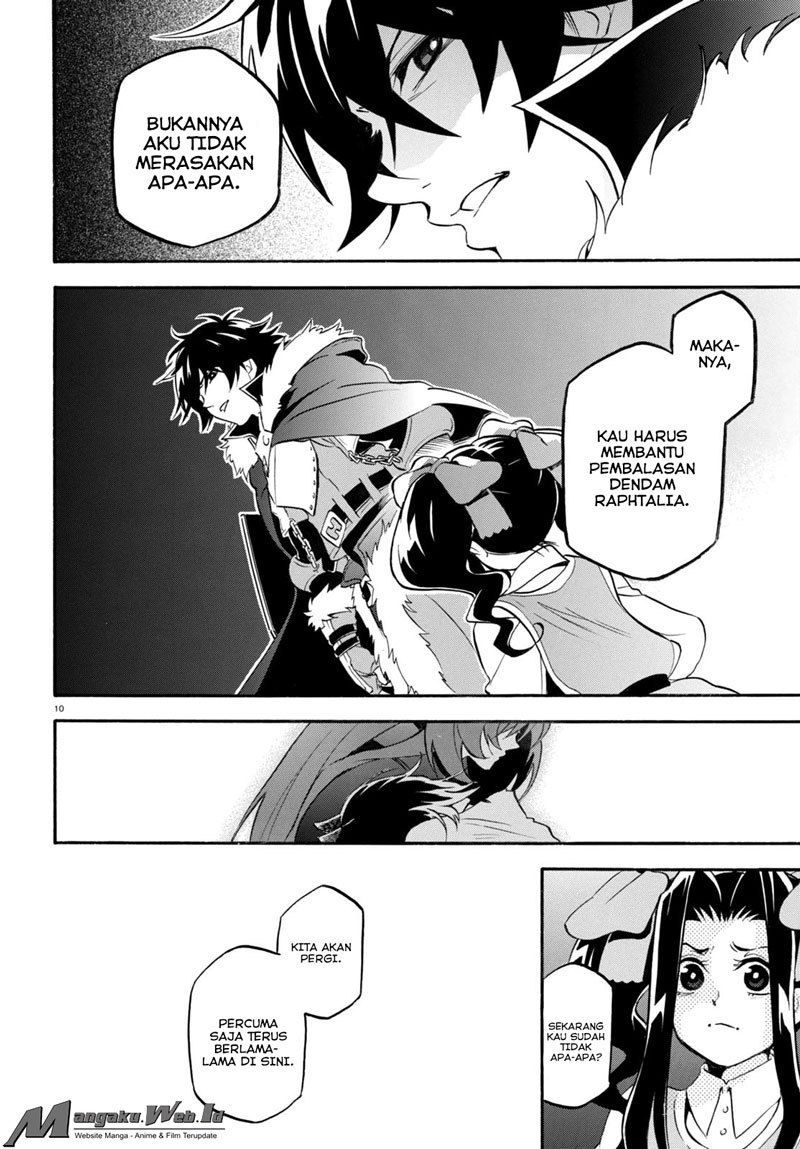 BUKANNYA
AKU TIDAK
MERASAKAN
APA-APA.
MAKA-
NYA,
KAU HARUS
MEMBANTU
PEMBALASAN
DENDAM
RAPHTALIA.
10
SEKARANG
KAU SUDAH
TIDAK
APA-APA?
KITA AKAN
PERGI.
PERCUMA
SAJA TERUS
BERLAMA-
LAMA DI SINI.
Mangaku.Web.Id
Website Manga - Anime & Film Terupdate